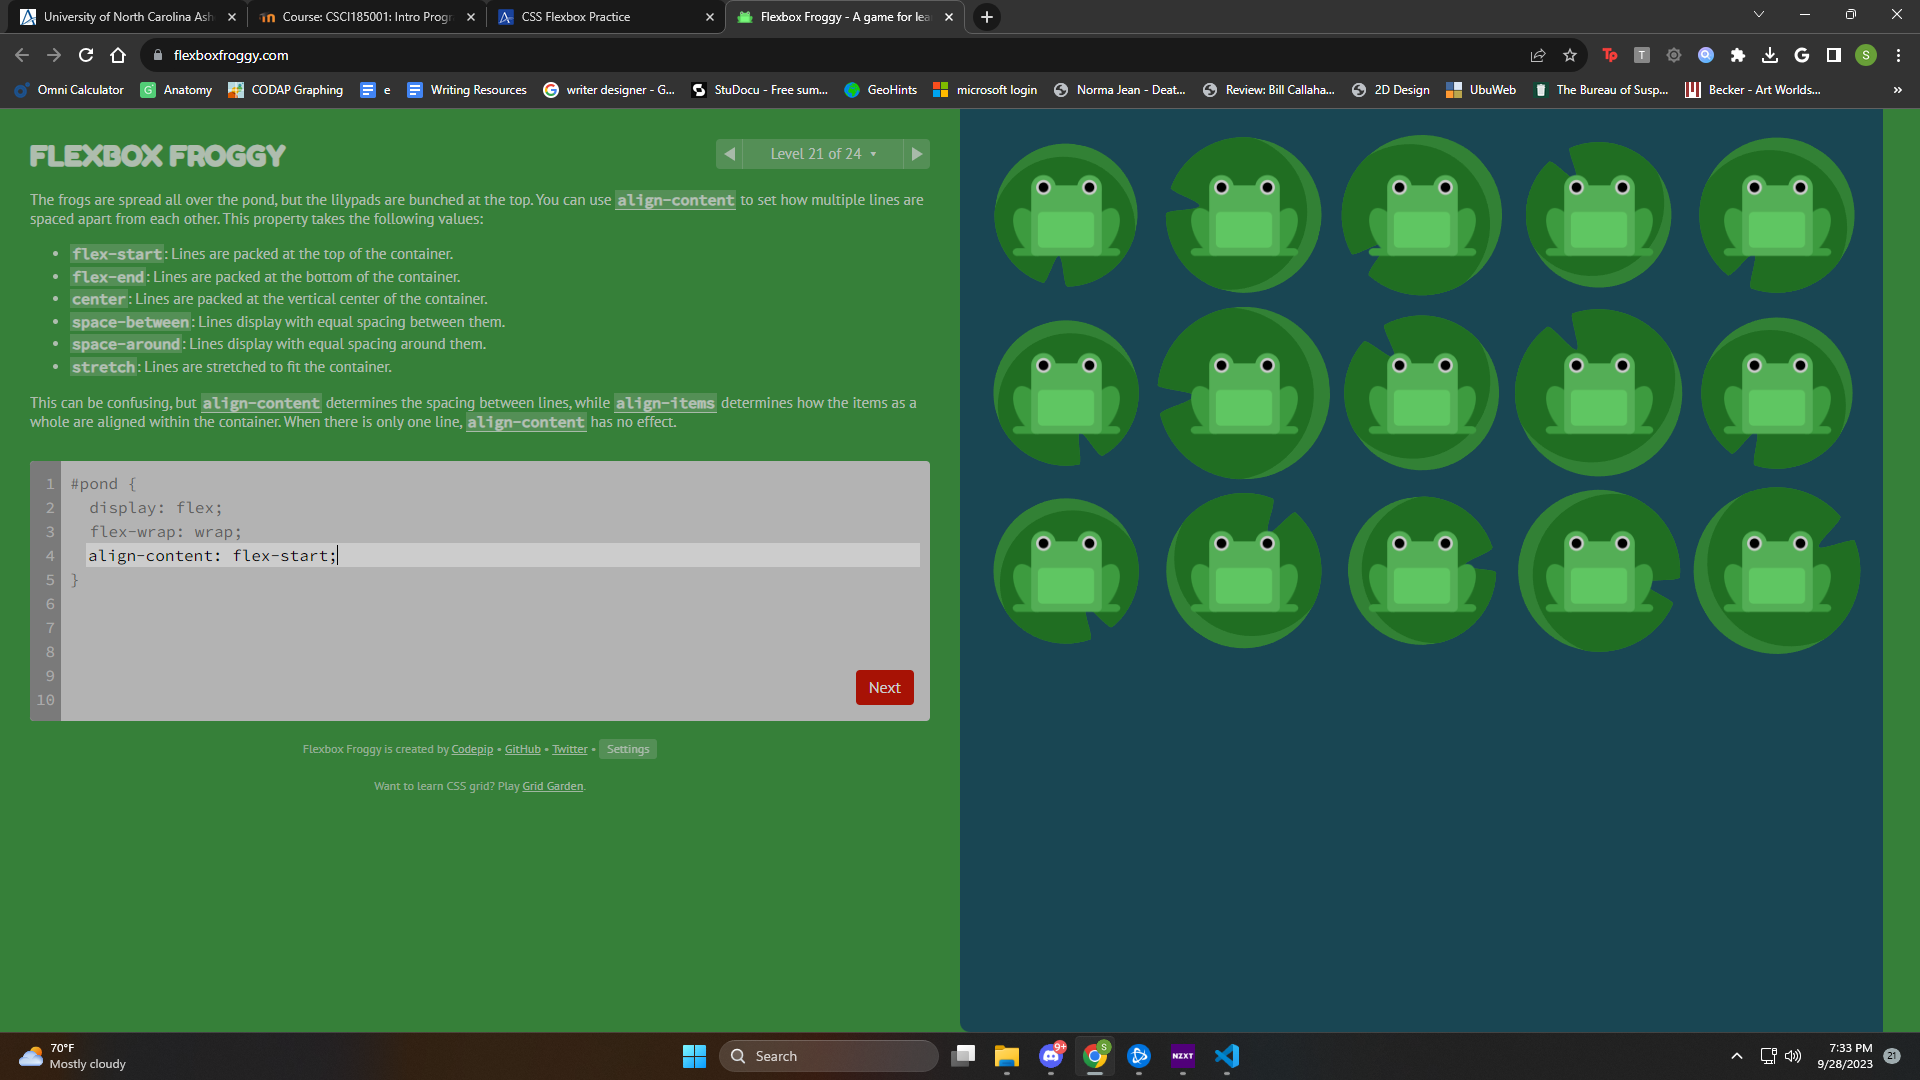 University of North Carolina Ash
Course: CSCI185001: Intro Progr
CSS Flexbox Practice
Flexbox Froggy - A game for lea
flexboxfroggy.com
Tp
T
S
Omni Calculator
Anatomy
CODAP Graphing
e
Writing Resources
writer designer - G...
StuDocu - Free sum...
GeoHints
microsoft login
Norma Jean - Deat...
Review: Bill Callaha...
2D Design
UbuWeb
The Bureau of Susp...
Becker - Art Worlds...
»
FLEXBOX FROGGY
Level 21 of 24
The frogs are spread all over the pond, but the lilypads are bunched at the top. You can use align-content to set how multiple lines are
spaced apart from each other. This property takes the following values:
• flex-start: Lines are packed at the top of the container.
• flex-end: Lines are packed at the bottom of the container.
• center: Lines are packed at the vertical center of the container.
• space-between: Lines display with equal spacing between them.
• space-around: Lines display with equal spacing around them.
• stretch: Lines are stretched to fit the container.
This can be confusing, but align-content determines the spacing between lines, while align-items determines how the items as a
whole are aligned within the container. When there is only one line, align-content has no effect.
1 #pond {
2 display: flex;
3 flex-wrap: wrap;
4 align-content: flex-start;
5 }
6
7
8
9
10
Next
Flexbox Froggy is created by Codepip • GitHub • Twitter • Settings
Want to learn CSS grid? Play Grid Garden.
70°F
Mostly cloudy
Search
9+
S
NZXT
7:33 PM
9/28/2023
21